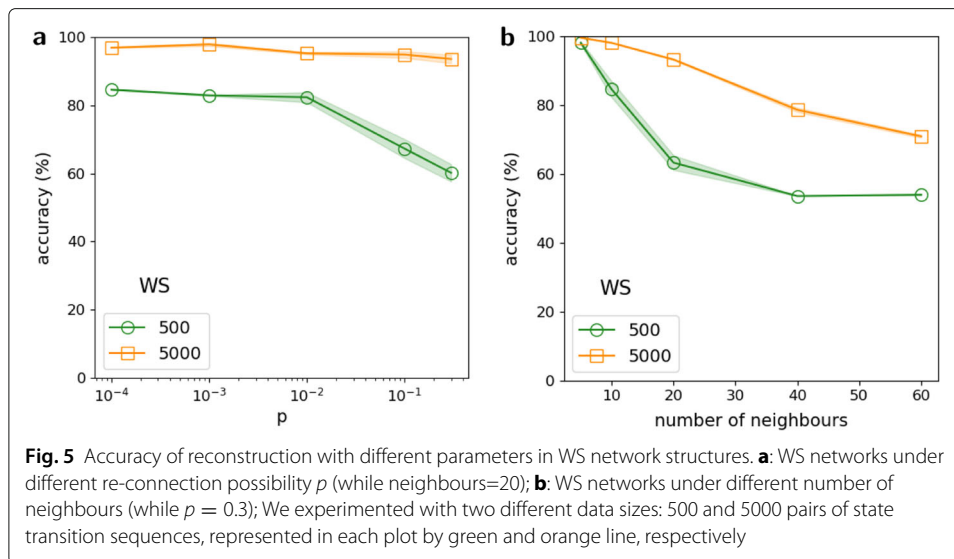 a
100
80
60
40
20
0
accuracy (%)
WS
500
5000
10⁻⁴ 10⁻³ 10⁻² 10⁻¹
p
b
100
80
60
40
20
0
accuracy (%)
WS
500
5000
10 20 30 40 50 60
number of neighbours
Fig. 5 Accuracy of reconstruction with different parameters in WS network structures. a: WS networks under
different re-connection possibility p (while neighbours=20); b: WS networks under different number of
neighbours (while p = 0.3); We experimented with two different data sizes: 500 and 5000 pairs of state
transition sequences, represented in each plot by green and orange line, respectively